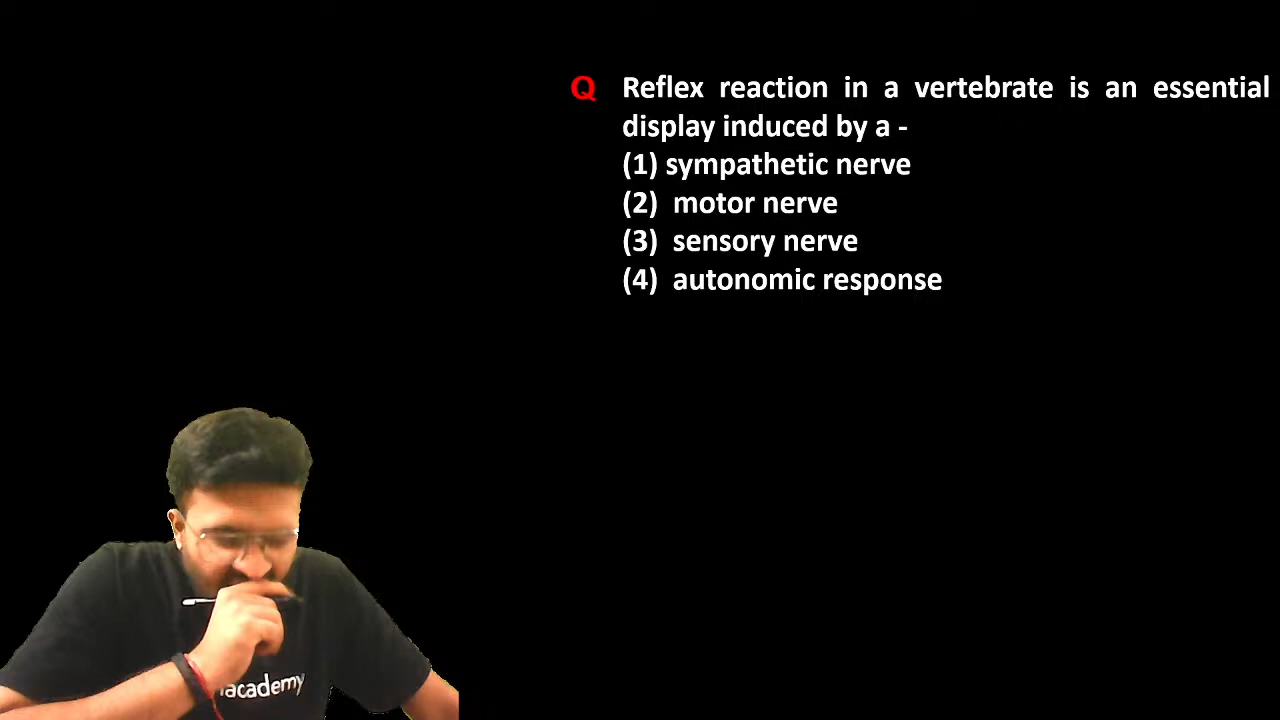 Q Reflex reaction in a vertebrate is an essential
display induced by a -
(1) sympathetic nerve
(2) motor nerve
(3) sensory nerve
(4) autonomic response
academy